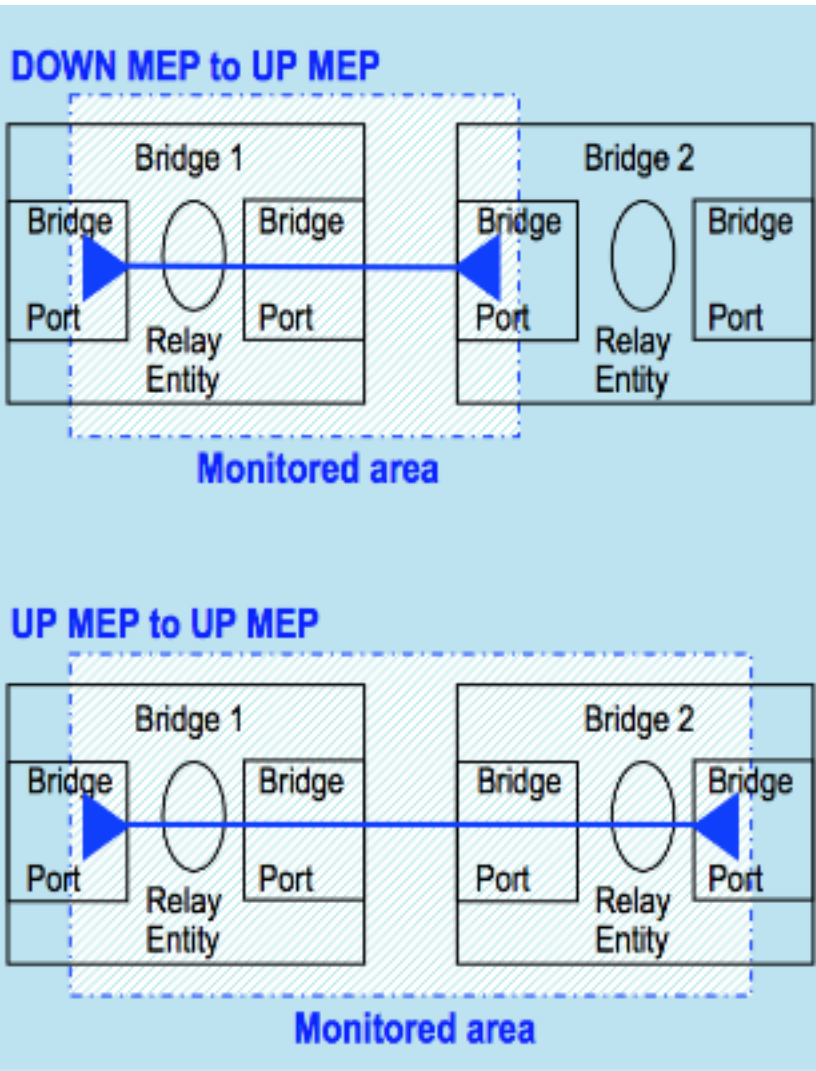 DOWN MEP to UP MEP
Bridge 1
Bridge 2
Bridge
Bridge
Bridge
Bridge
Port
Port
Port
Port
Relay
Entity
Relay
Entity
Monitored area
UP MEP to UP MEP
Bridge 1
Bridge 2
Bridge
Bridge
Bridge
Bridge
Port
Port
Port
Port
Relay
Entity
Relay
Entity
Monitored area